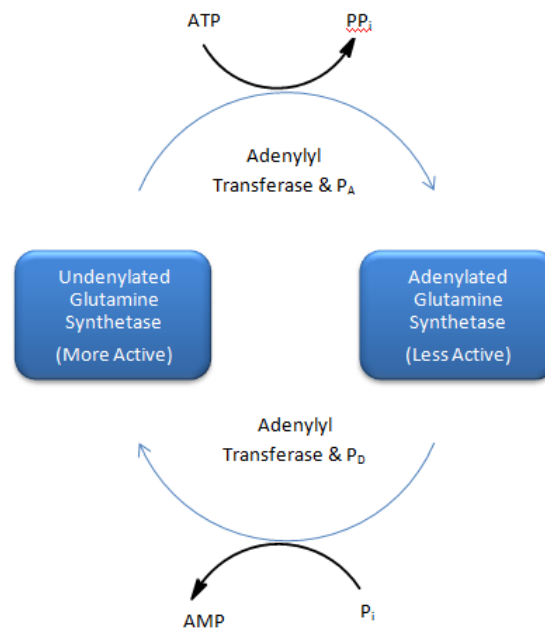 ATP PPi
Adenylyl
Transferase & PA
Undenylated
Glutamine
Synthetase
(More Active)
Adenylated
Glutamine
Synthetase
(Less Active)
Adenylyl
Transferase & PD
AMP Pi